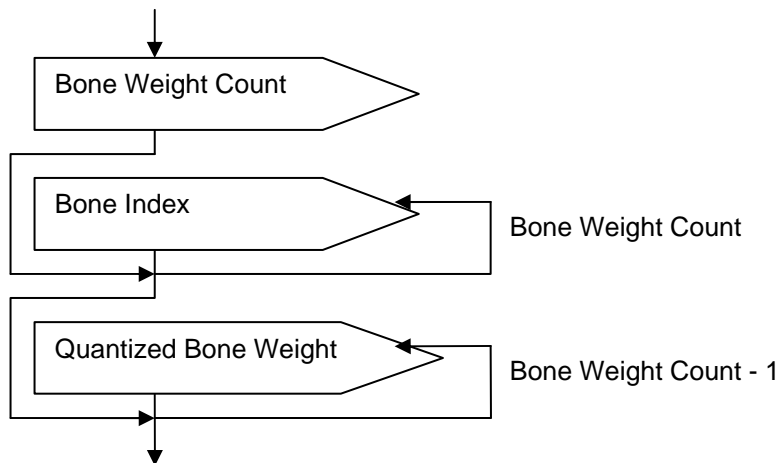 Bone Weight Count
Bone Index
Bone Weight Count
Quantized Bone Weight
Bone Weight Count - 1